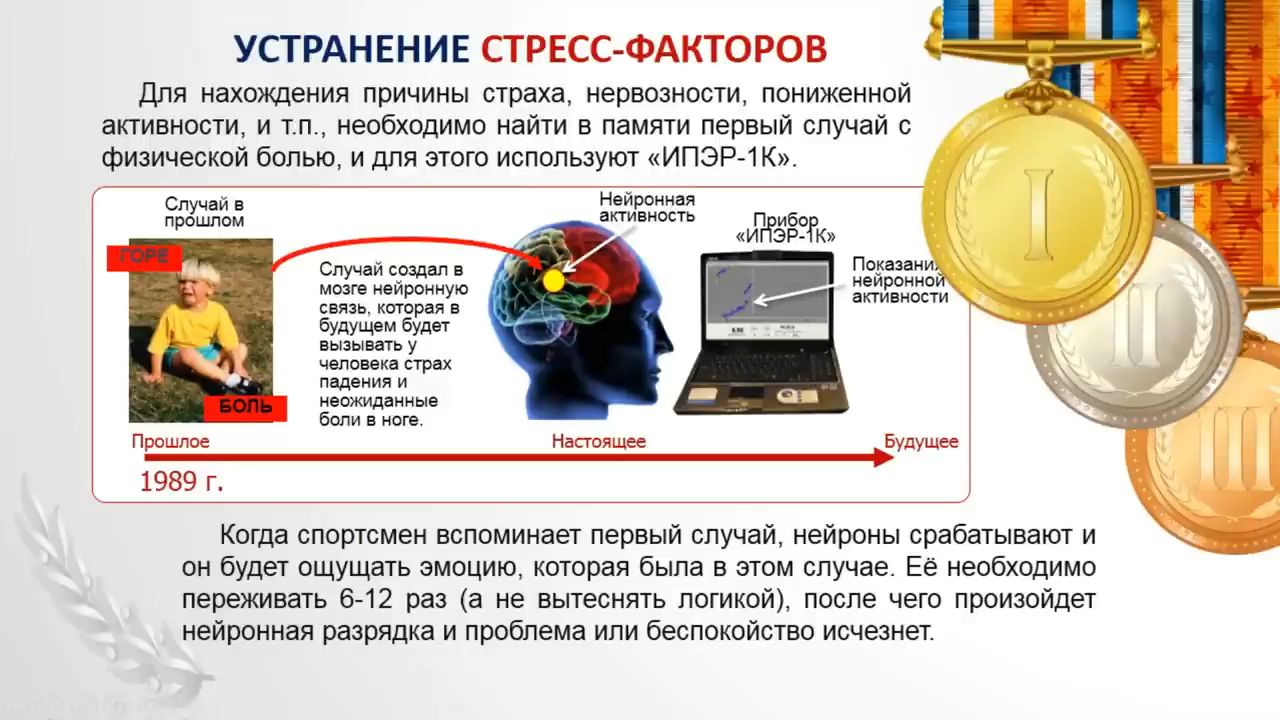 УСТРАНЕНИЕ СТРЕСС-ФАКТОРОВ
Для нахождения причины страха, нервозности, пониженной
активности, и т.п., необходимо найти в памяти первый случай с
физической болью, и для этого используют «ИПЭР-1К».
Случай в
прошлом
ГОРЕ
БОЛЬ
Случай создал в
мозге нейронную
связь, которая в
будущем будет
вызывать у
человека страх
падения и
неожиданные
боли в ноге.
Нейронная
активность
Прибор
«ИПЭР-1К»
Показания
нейронной
активности
Прошлое
Настоящее
Будущее
1989 г.
Когда спортсмен вспоминает первый случай, нейроны срабатывают и
он будет ощущать эмоцию, которая была в этом случае. Её необходимо
переживать 6-12 раз (а не вытеснять логикой), после чего произойдет
нейронная разрядка и проблема или беспокойство исчезнет.
I
II
III